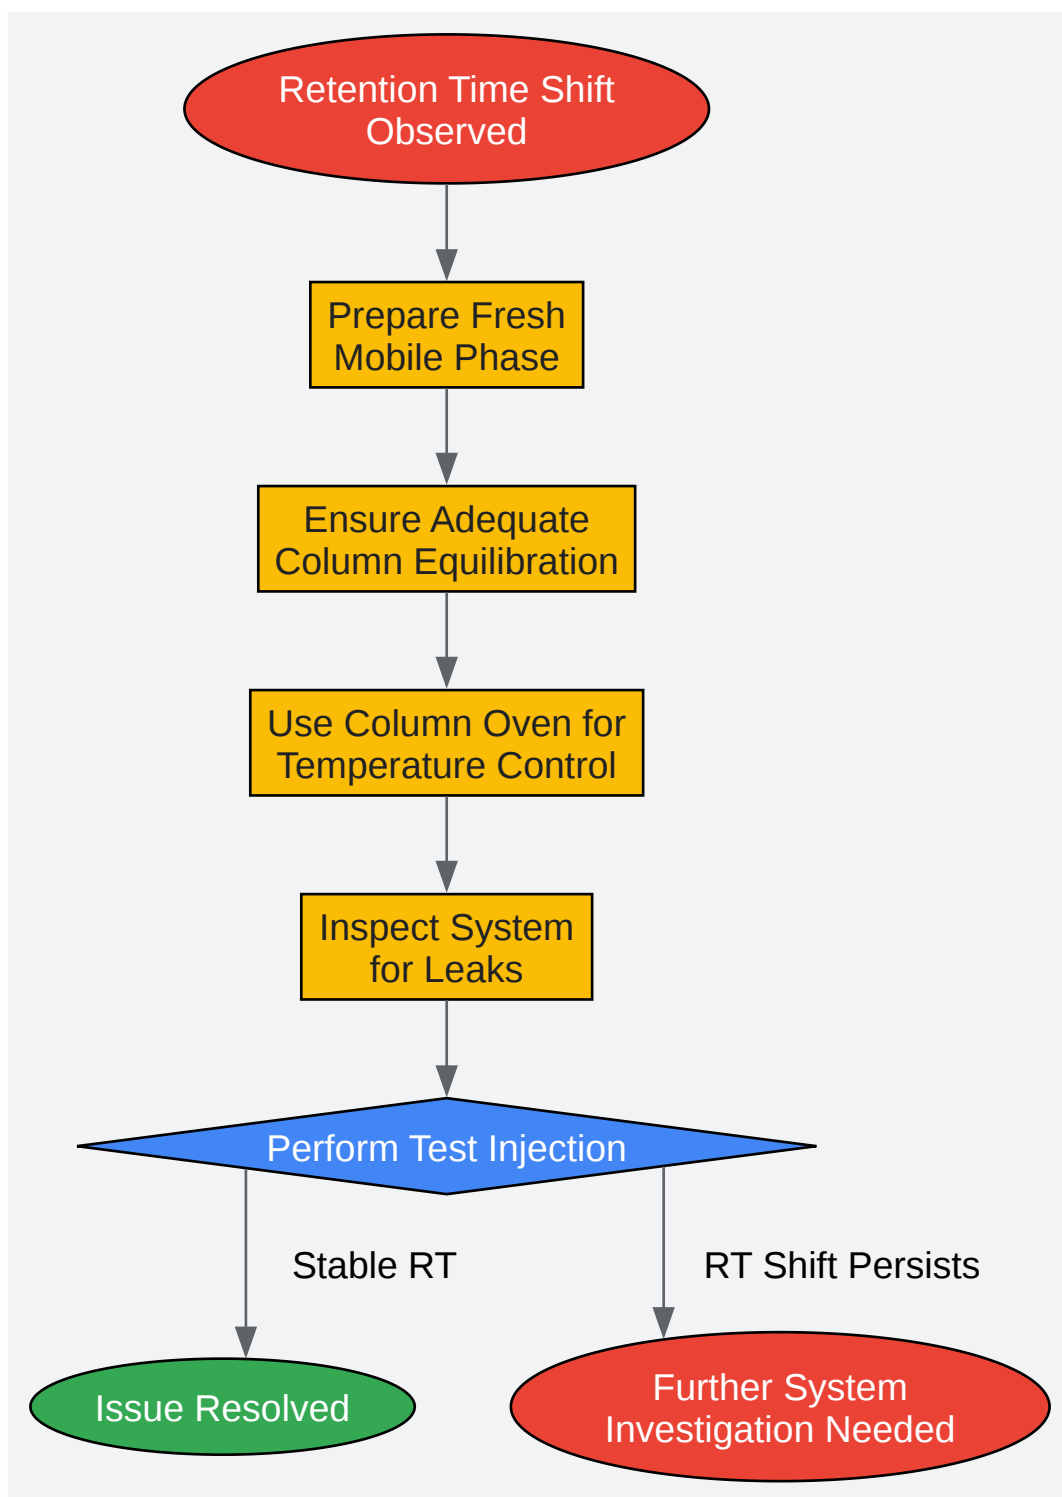 Retention Time Shift
Observed
Prepare Fresh
Mobile Phase
Ensure Adequate
Column Equilibration
Use Column Oven for
Temperature Control
Inspect System
for Leaks
Perform Test Injection
Stable RT
RT Shift Persists
Issue Resolved
Further System
Investigation Needed